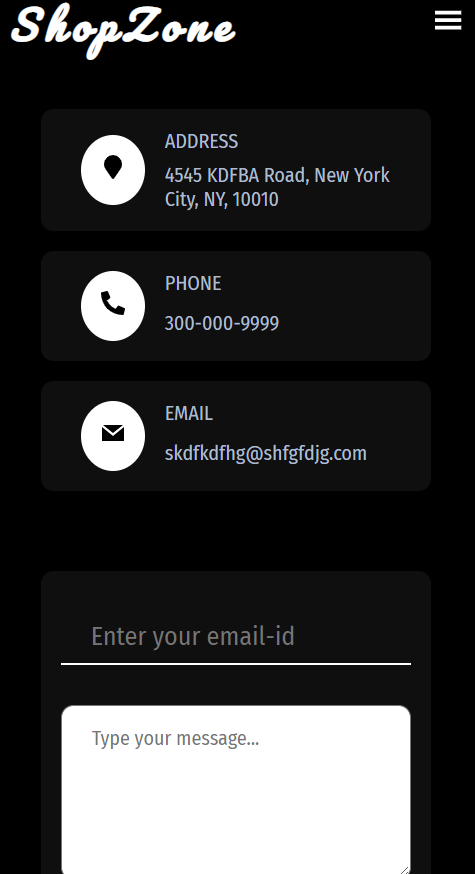 ShopZone
ADDRESS
4545 KDFBA Road, New York
City, NY, 10010
PHONE
300-000-9999
EMAIL
skdfkdfhg@shfgfdjg.com
Enter your email-id
Type your message...